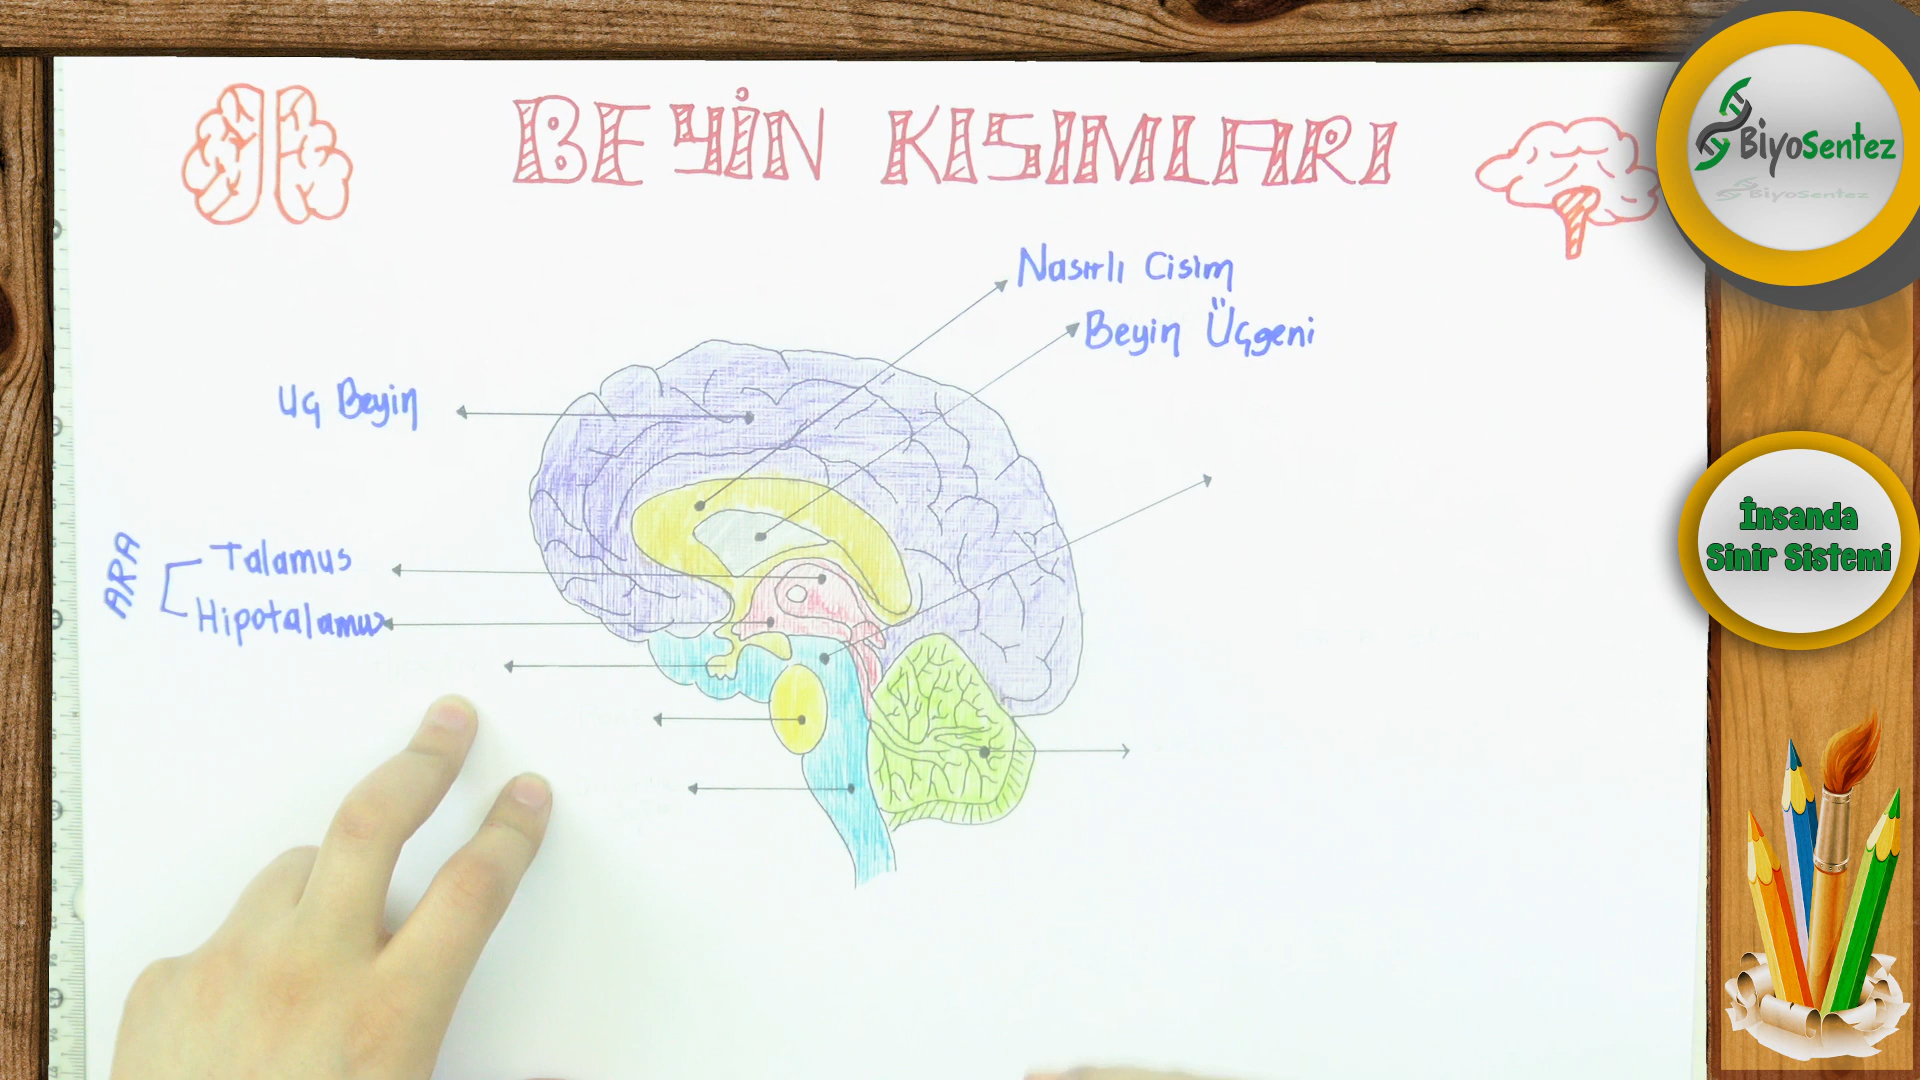 BEYİN KISIMLARI
BiyoSentez
BiyoSentez
Nasırlı Cisim
Beyin Üçgeni
Uç Beyin
İnsanda
Sinir Sistemi
ARA
Talamus
Hipotalamus